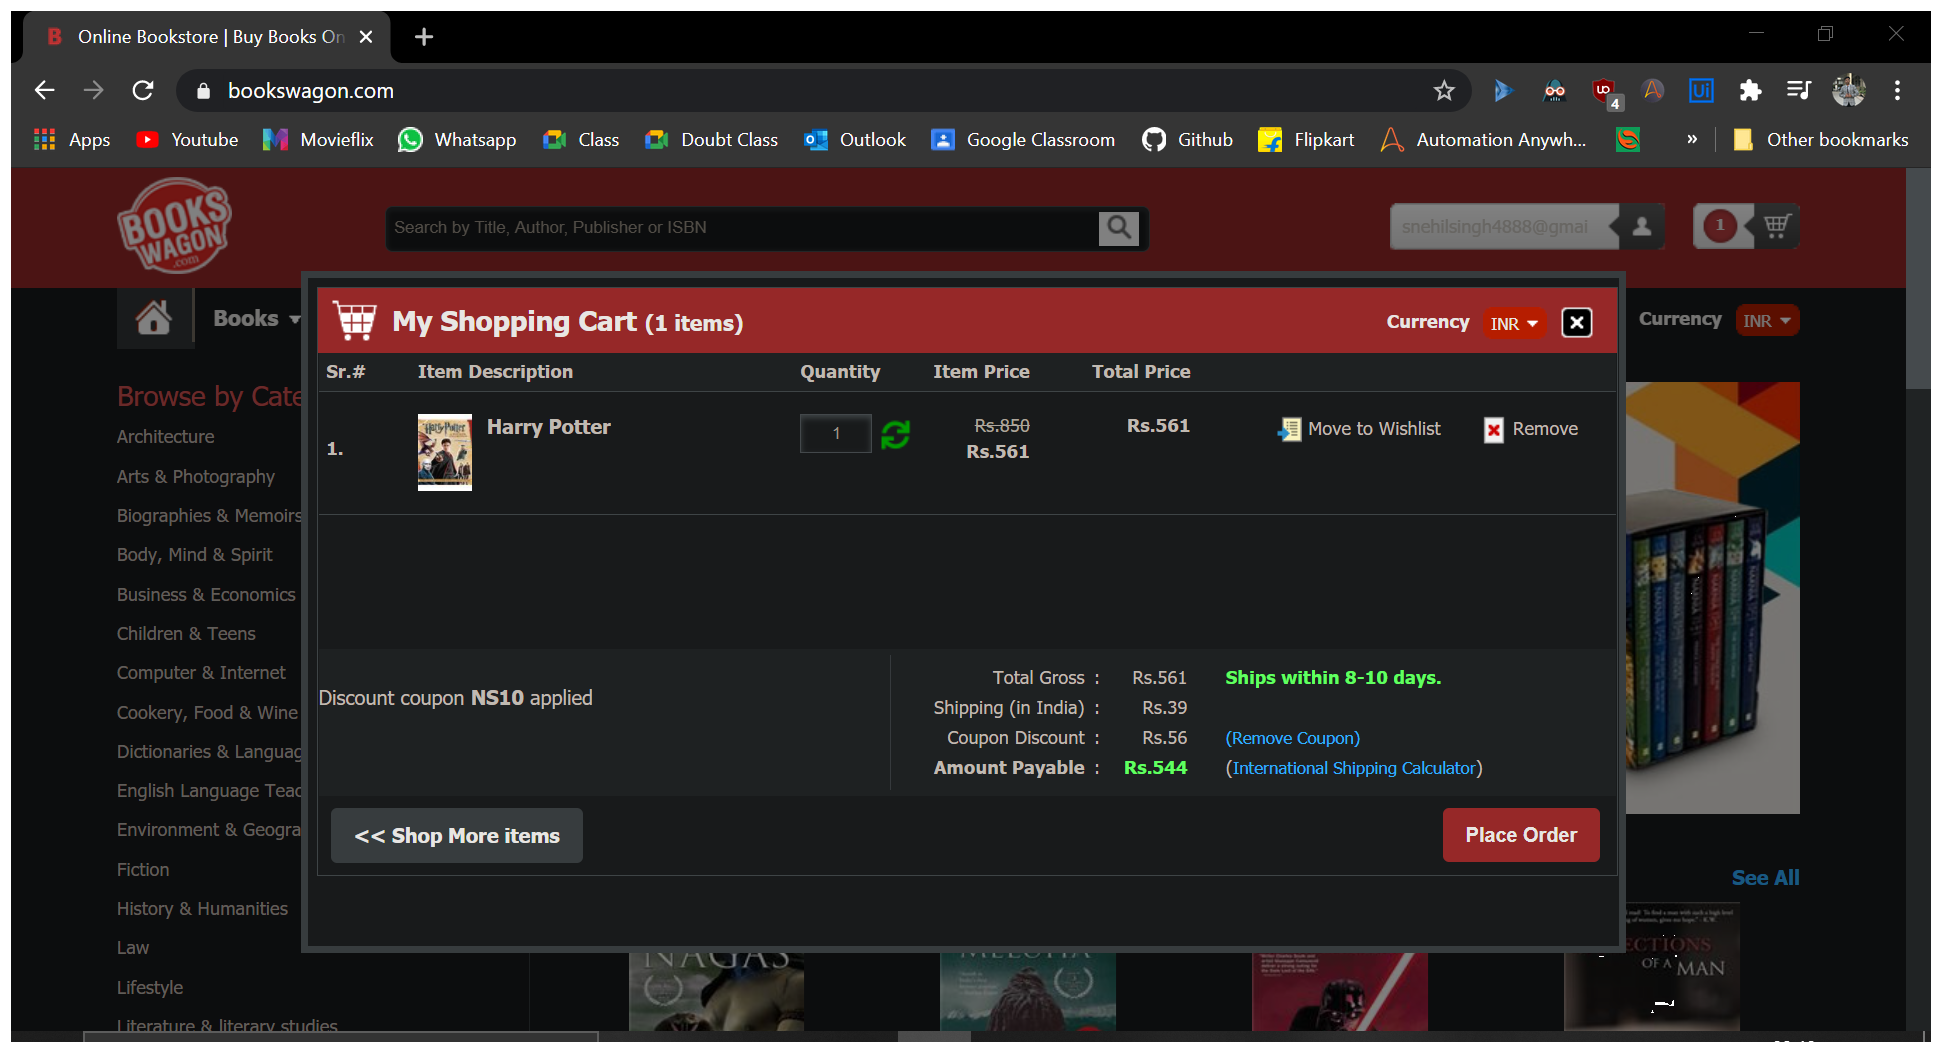 Online Bookstore | Buy Books On
bookswagon.com
4
Apps Youtube Movieflix Whatsapp Class Doubt Class Outlook Google Classroom Github Flipkart Automation Anywh... » Other bookmarks
BOOKS
WAGON
.com
Search by Title, Author, Publisher or ISBN
snehilsingh4888@gmai
1
Books
Currency INR
My Shopping Cart (1 items)
Currency INR
Sr.# Item Description Quantity Item Price Total Price
1. Harry Potter 1 Rs.850 Rs.561 Move to Wishlist Remove
Rs.561
Discount coupon NS10 applied
Total Gross : Rs.561 Ships within 8-10 days.
Shipping (in India) : Rs.39
Coupon Discount : Rs.56 (Remove Coupon)
Amount Payable : Rs.544 (International Shipping Calculator)
<< Shop More items
Place Order
Browse by Cate
Architecture
Arts & Photography
Biographies & Memoirs
Body, Mind & Spirit
Business & Economics
Children & Teens
Computer & Internet
Cookery, Food & Wine
Dictionaries & Languag
English Language Teac
Environment & Geogra
Fiction
History & Humanities
Law
Lifestyle
Literature & literary studies
See All
NAGAS
MELUHA
ECTIONS
OF A MAN